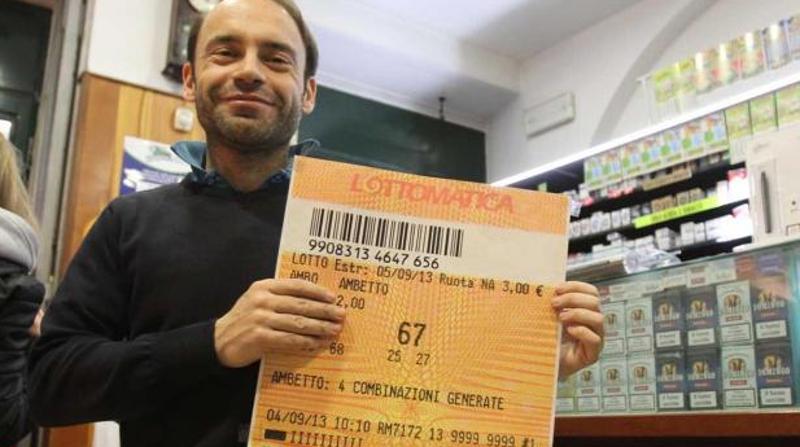 LOTTOMATICA
9908313 4647 656
LOTTO Estr: 05/09/13 Ruota NA 3,00 €
AMBO AMBETTO
2,00
67
68 25 27
AMBETTO: 4 COMBINAZIONI GENERATE
04/09/13 10:10 RM7172 13 9999 9999 #1